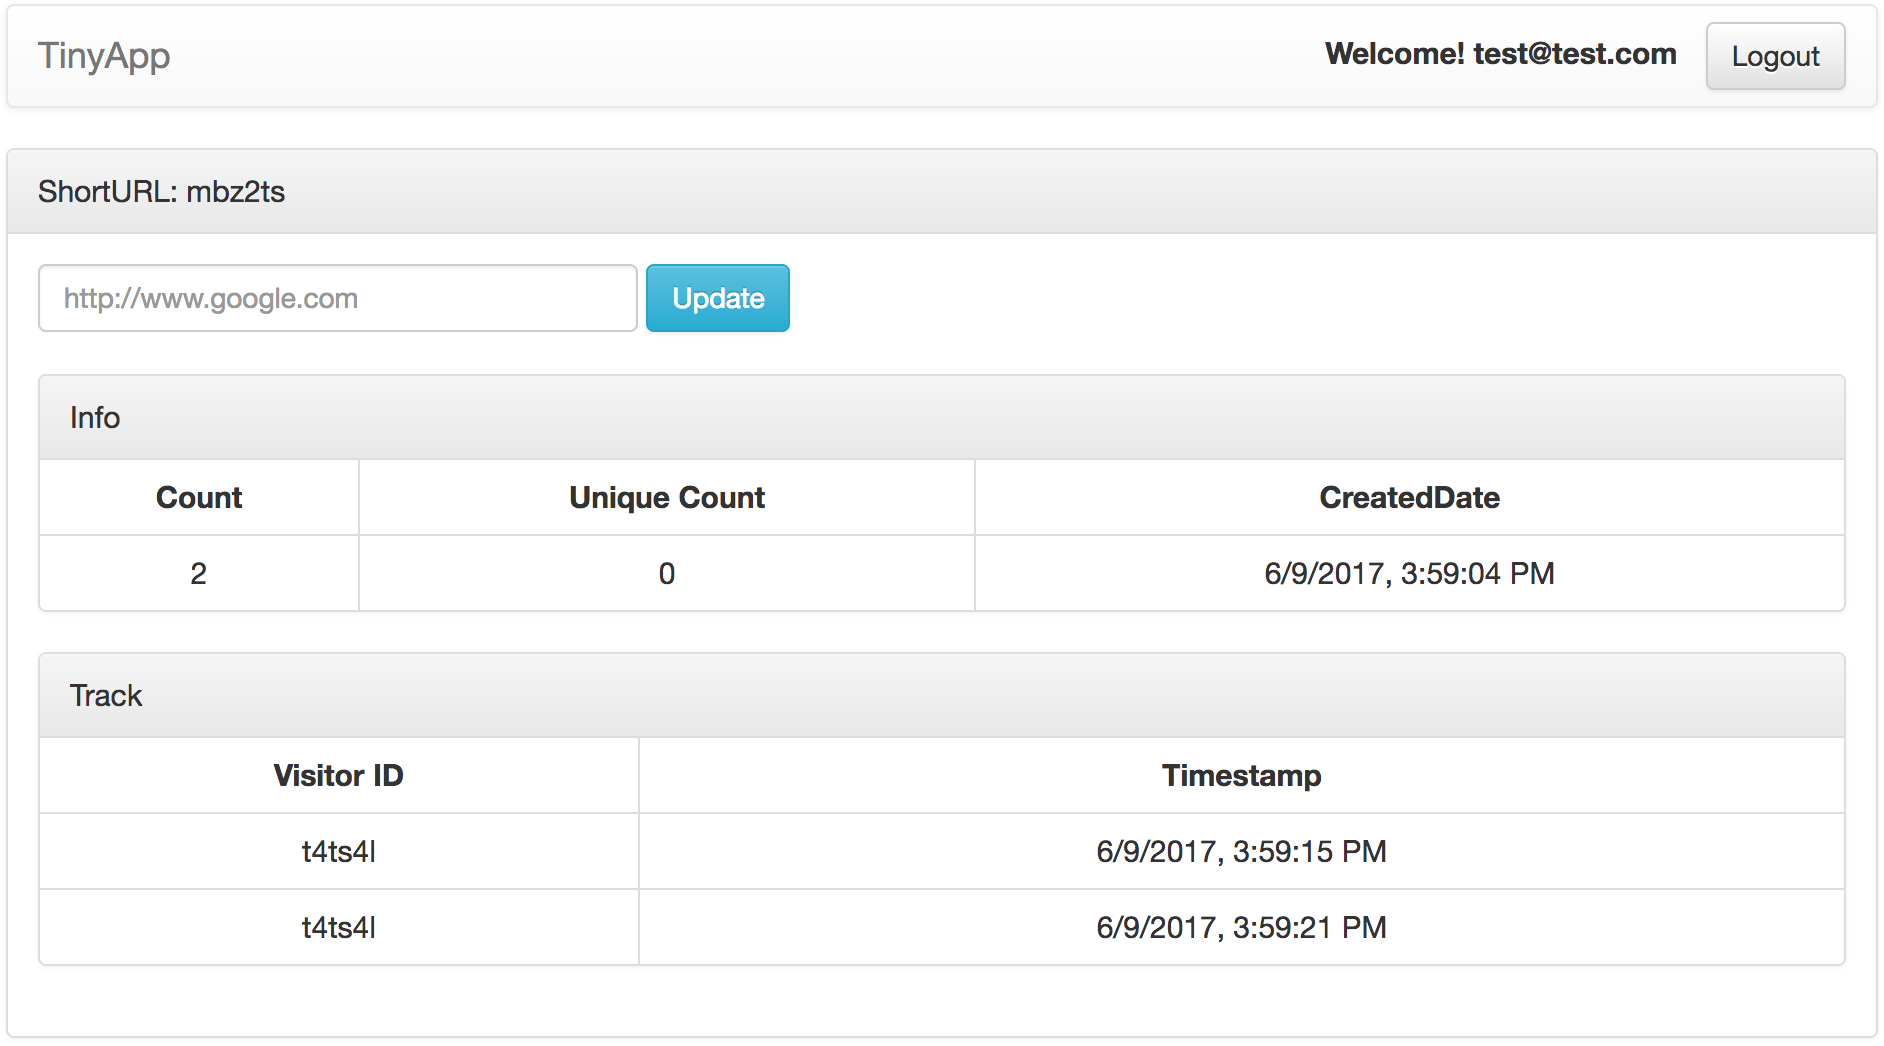 TinyApp
Welcome! test@test.com
Logout
ShortURL: mbz2ts
http://www.google.com
Update
Info
Count Unique Count CreatedDate
2 0 6/9/2017, 3:59:04 PM
Track
Visitor ID Timestamp
t4ts4l 6/9/2017, 3:59:15 PM
t4ts4l 6/9/2017, 3:59:21 PM